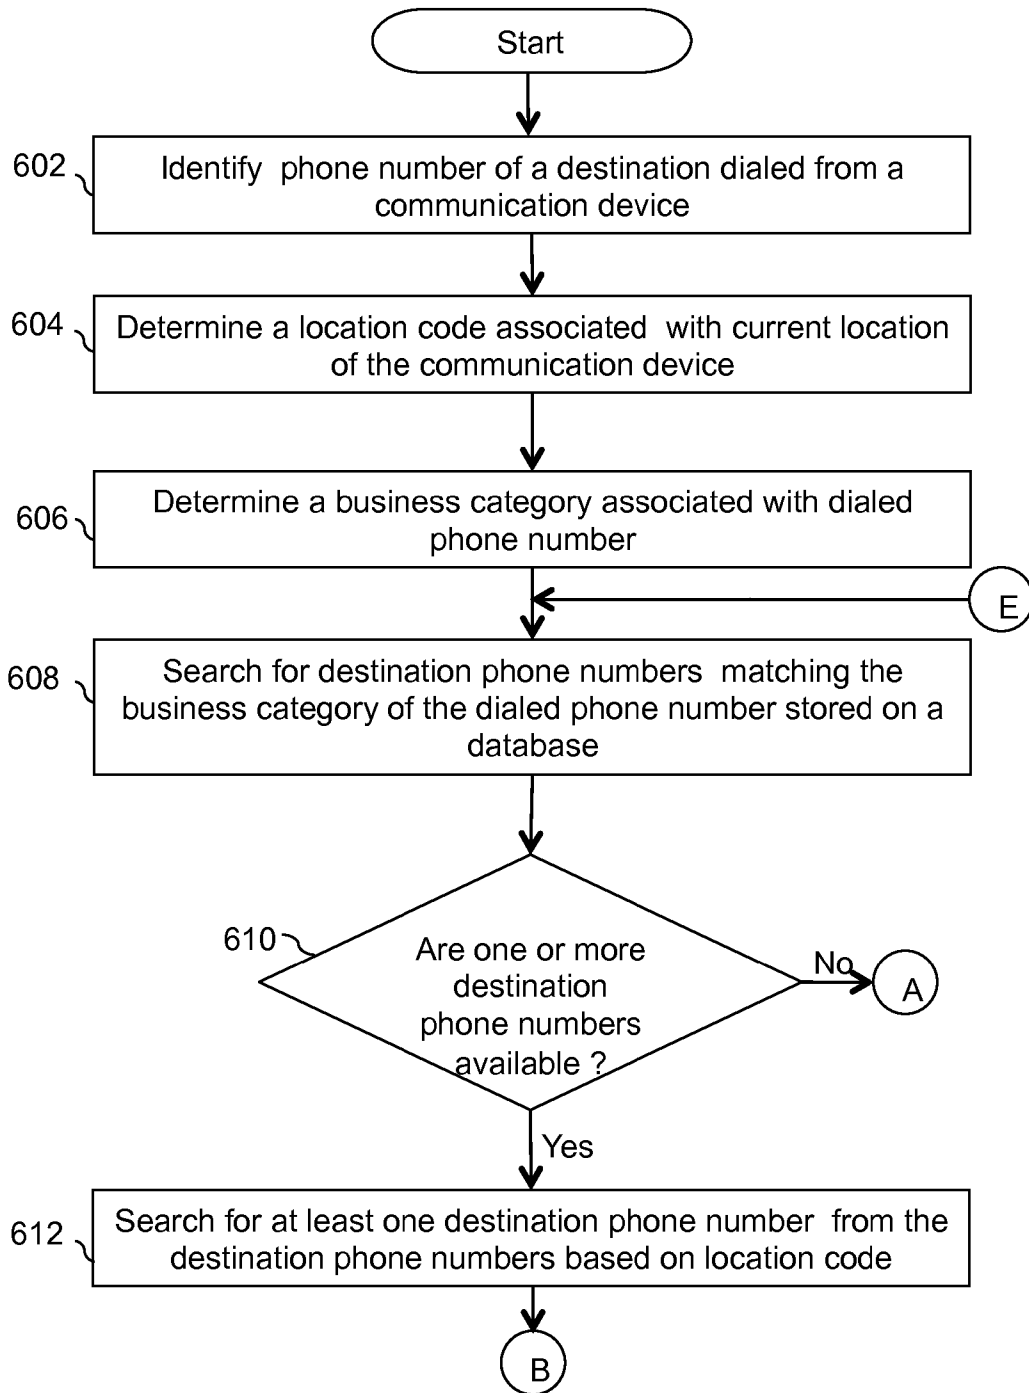 Start
602
Identify phone number of a destination dialed from a
communication device
604
Determine a location code associated with current location
of the communication device
606
Determine a business category associated with dialed
phone number
E
608
Search for destination phone numbers matching the
business category of the dialed phone number stored on a
database
610
Are one or more
destination
phone numbers
available ?
No
A
Yes
612
Search for at least one destination phone number from the
destination phone numbers based on location code
B